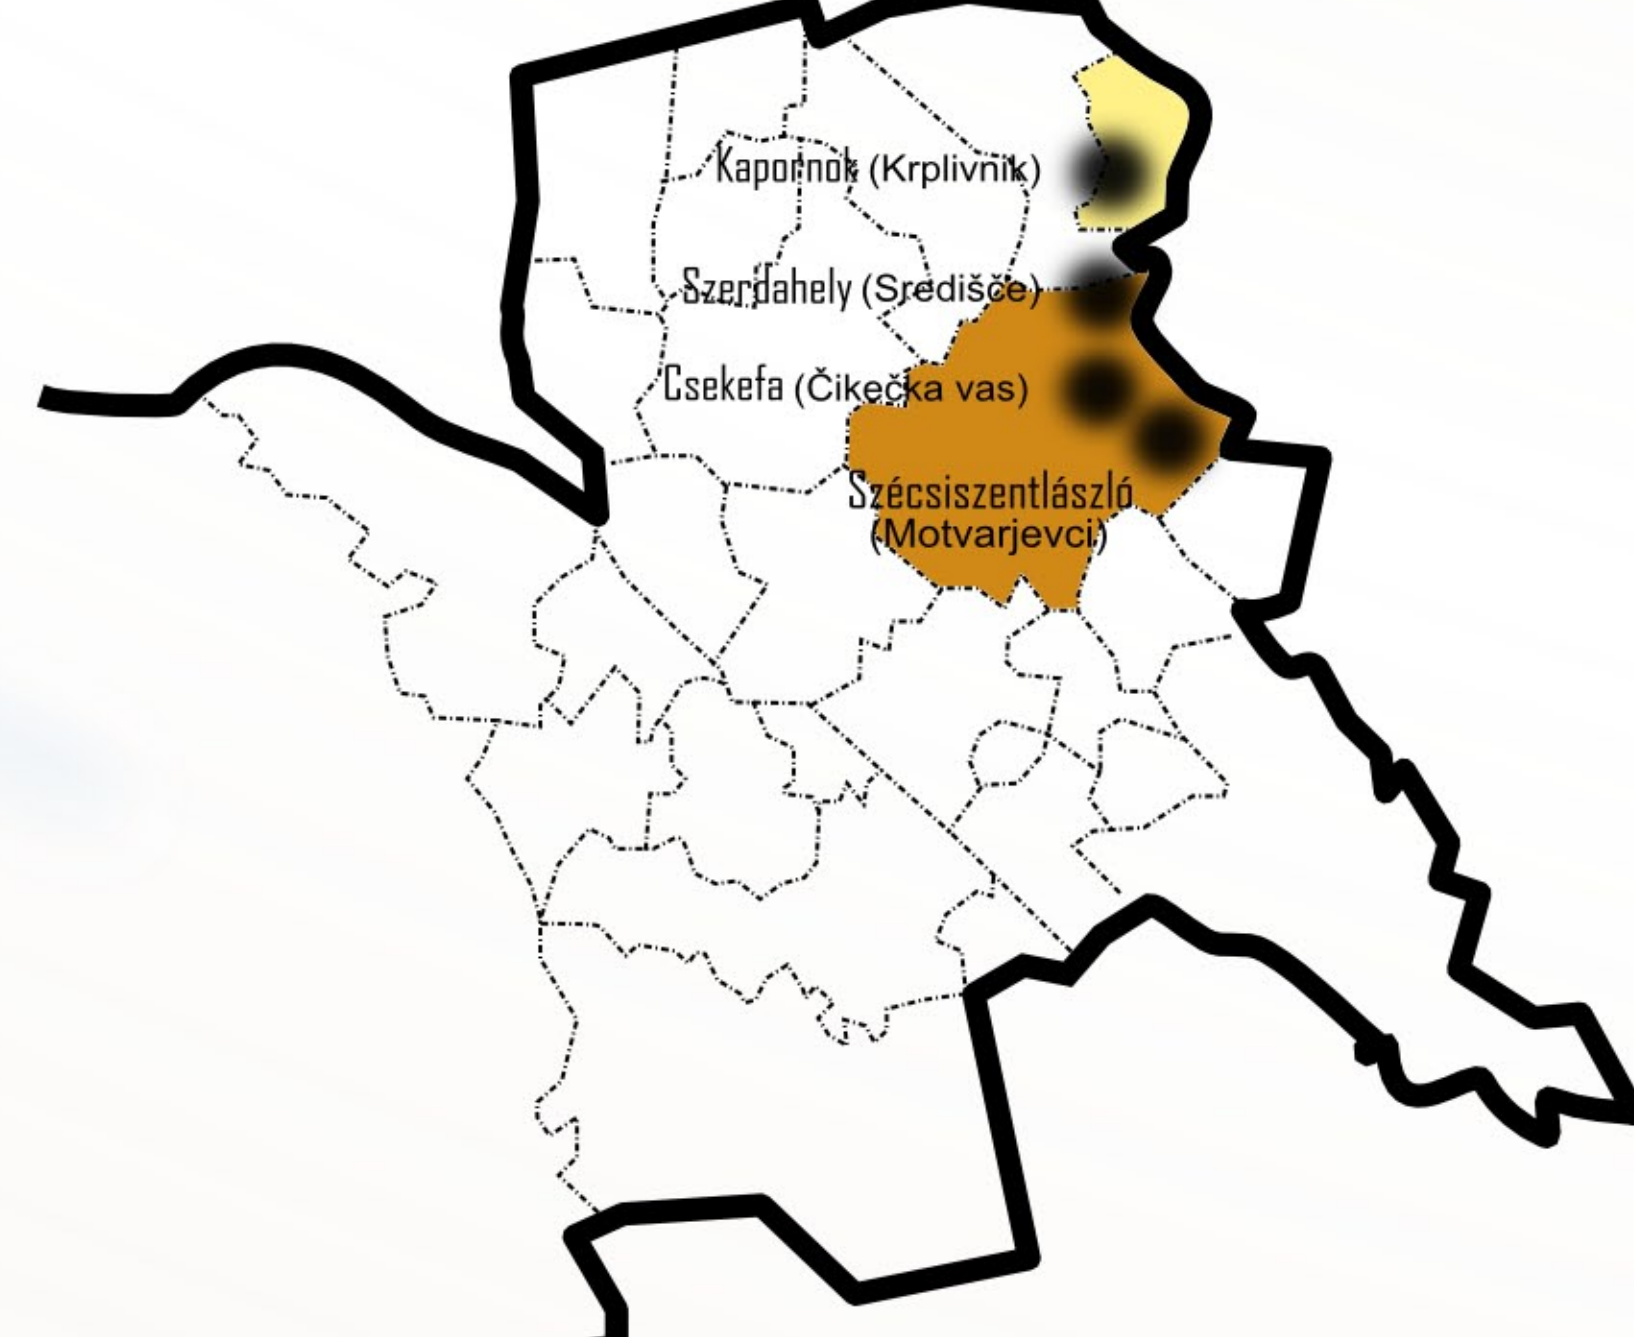 Kapornok (Krplivnik)
Szerdahely (Središče)
Csekefa (Čikečka vas)
Szécsiszentlászló
(Motvarjevci)